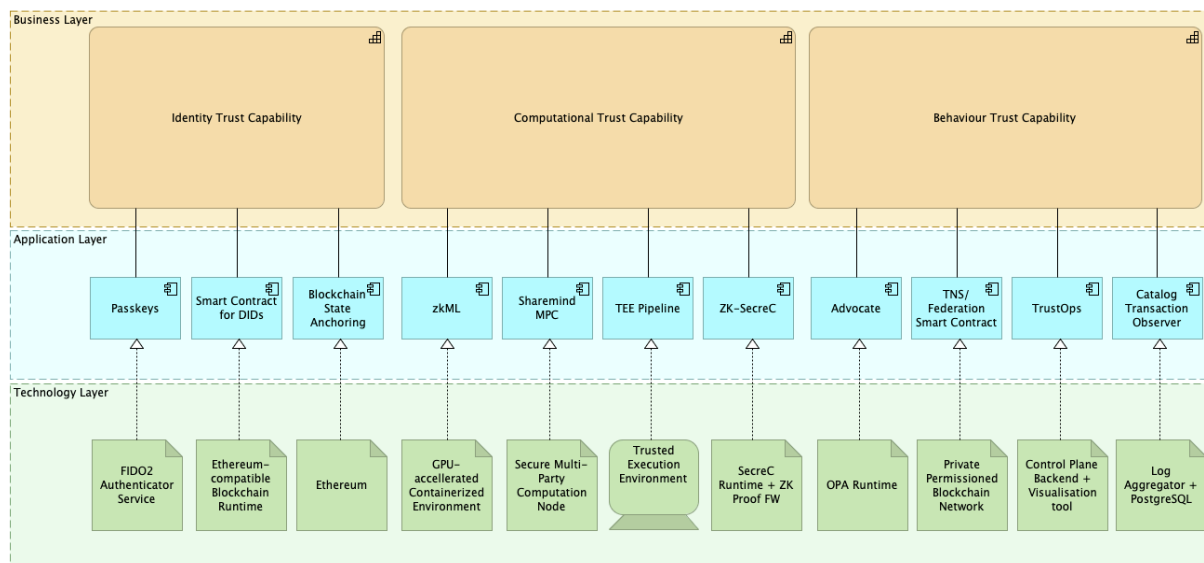 Business Layer
Identity Trust Capability
Computational Trust Capability
Behaviour Trust Capability
Application Layer
Passkeys
Smart Contract
for DIDs
Blockchain
State
Anchoring
zkML
Sharemind
MPC
TEE Pipeline
ZK-SecreC
Advocate
TNS/
Federation
Smart Contract
TrustOps
Catalog
Transaction
Observer
Technology Layer
FIDO2
Authenticator
Service
Ethereum-
compatible
Blockchain
Runtime
Ethereum
GPU-
accellerated
Containerized
Environment
Secure Multi-
Party
Computation
Node
Trusted
Execution
Environment
SecreC
Runtime + ZK
Proof FW
OPA Runtime
Private
Permissioned
Blockchain
Network
Control Plane
Backend +
Visualisation
tool
Log
Aggregator +
PostgreSQL